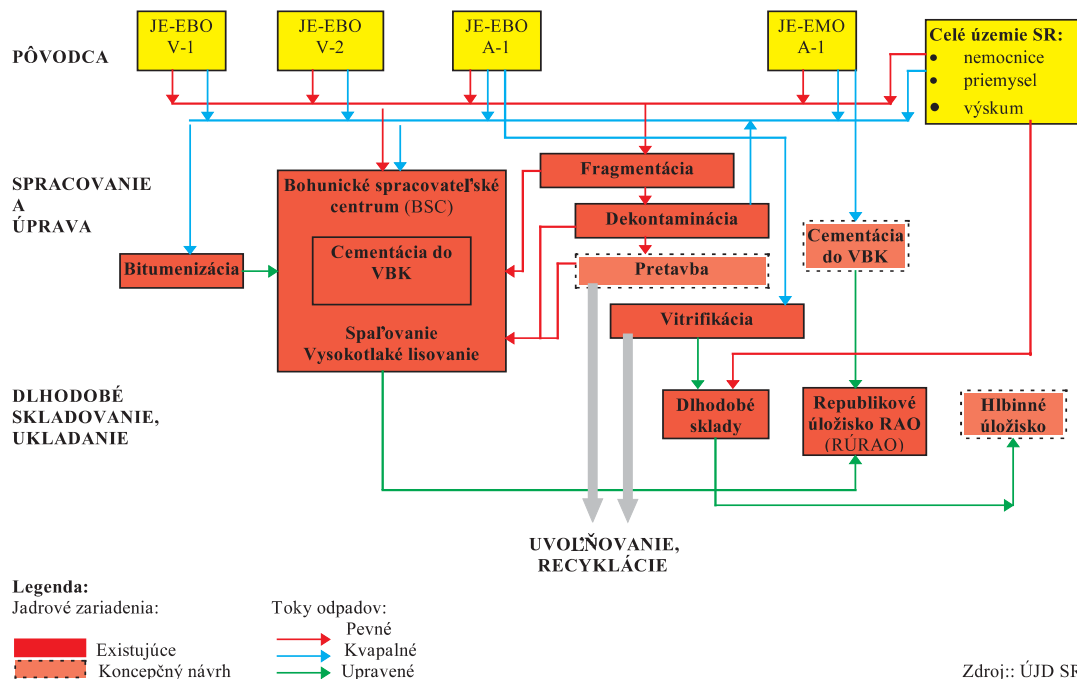 JE-EBO
V-1
JE-EBO
V-2
JE-EBO
A-1
JE-EMO
A-1
Celé územie SR:
• nemocnice
• priemysel
• výskum
PÔVODCA
SPRACOVANIE
A
ÚPRAVA
Bohunické spracovateľské
centrum (BSC)
Cementácia do
VBK
Spaľovanie
Vysokotlaké lisovanie
Bitumenizácia
Fragmentácia
Dekontaminácia
Pretavba
Vitrifikácia
Cementácia
do VBK
DLHODOBÉ
SKLADOVANIE,
UKLADANIE
Dlhodobé
sklady
Republikové
úložisko RAO
(RÚRAO)
Hlbinné
úložisko
UVOĽŇOVANIE,
RECYKLÁCIE
Legenda:
Jadrové zariadenia:
Existujúce
Koncepčný návrh
Toky odpadov:
Pevné
Kvapalné
Upravené
Zdroj:: ÚJD SR